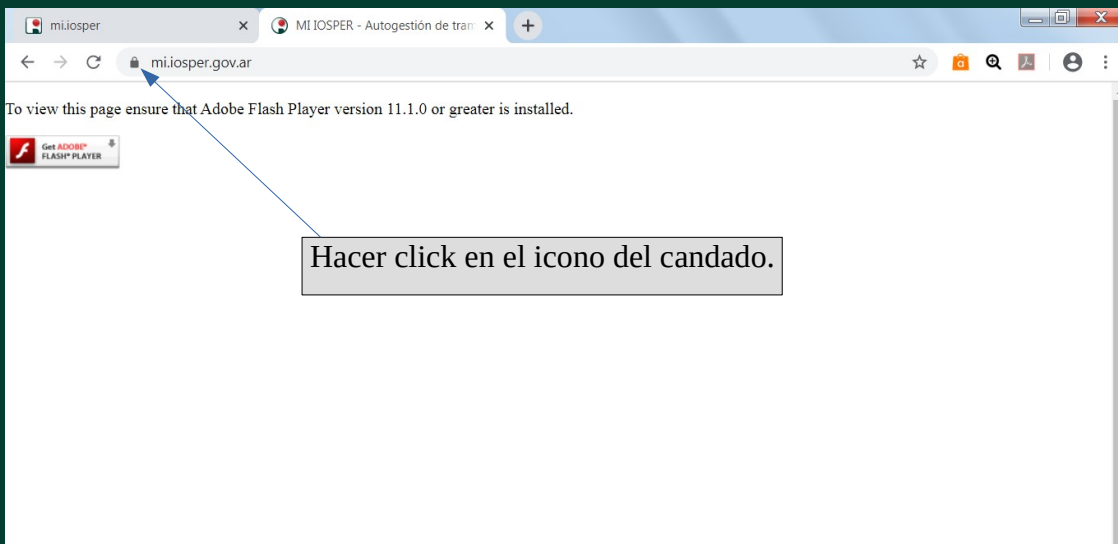 mi.iosper
MI IOSPER - Autogestión de tram
mi.iosper.gov.ar
To view this page ensure that Adobe Flash Player version 11.1.0 or greater is installed.
Get ADOBE®
FLASH® PLAYER
Hacer click en el icono del candado.